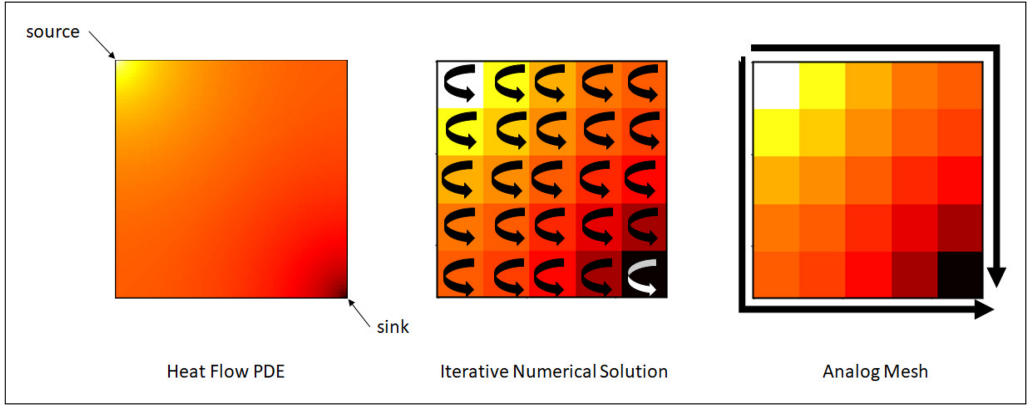 source
sink
Heat Flow PDE
Iterative Numerical Solution
Analog Mesh